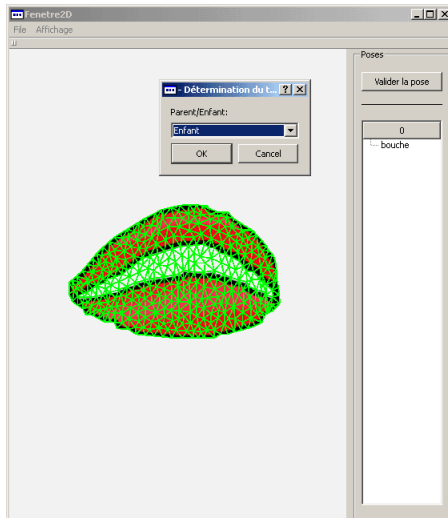 Fenetre2D
File Affichage
- Détermination du t...
Parent/Enfant:
Enfant
OK Cancel
Poses
Valider la pose
0
bouche